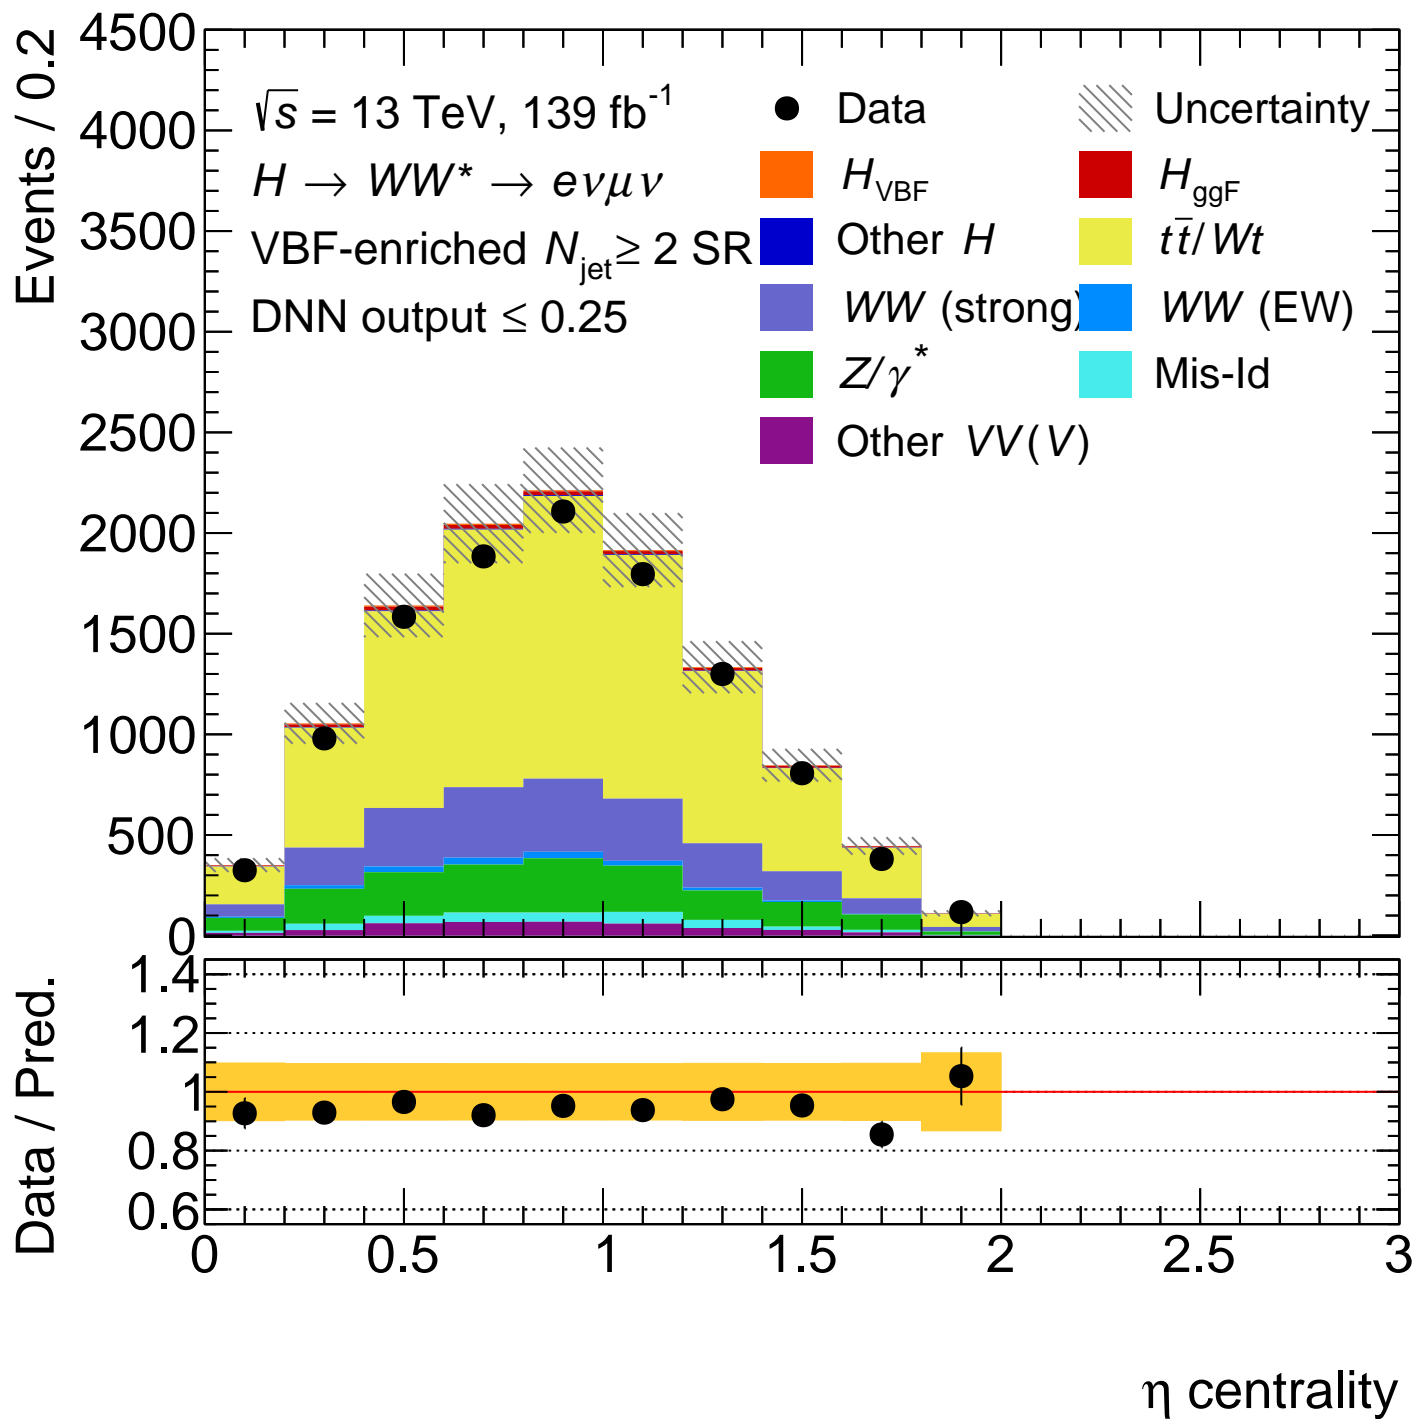 Events / 0.2
4500
4000
3500
3000
2500
2000
1500
1000
500
0
√s = 13 TeV, 139 fb⁻¹
H → WW* → eνμν
VBF-enriched N_jet ≥ 2 SR
DNN output ≤ 0.25
Data
Uncertainty
H_VBF
H_ggF
Other H
tt̄/Wt
WW (strong)
WW (EW)
Z/γ*
Mis-Id
Other VV(V)
Data / Pred.
1.4
1.2
1
0.8
0.6
0 0.5 1 1.5 2 2.5 3
η centrality